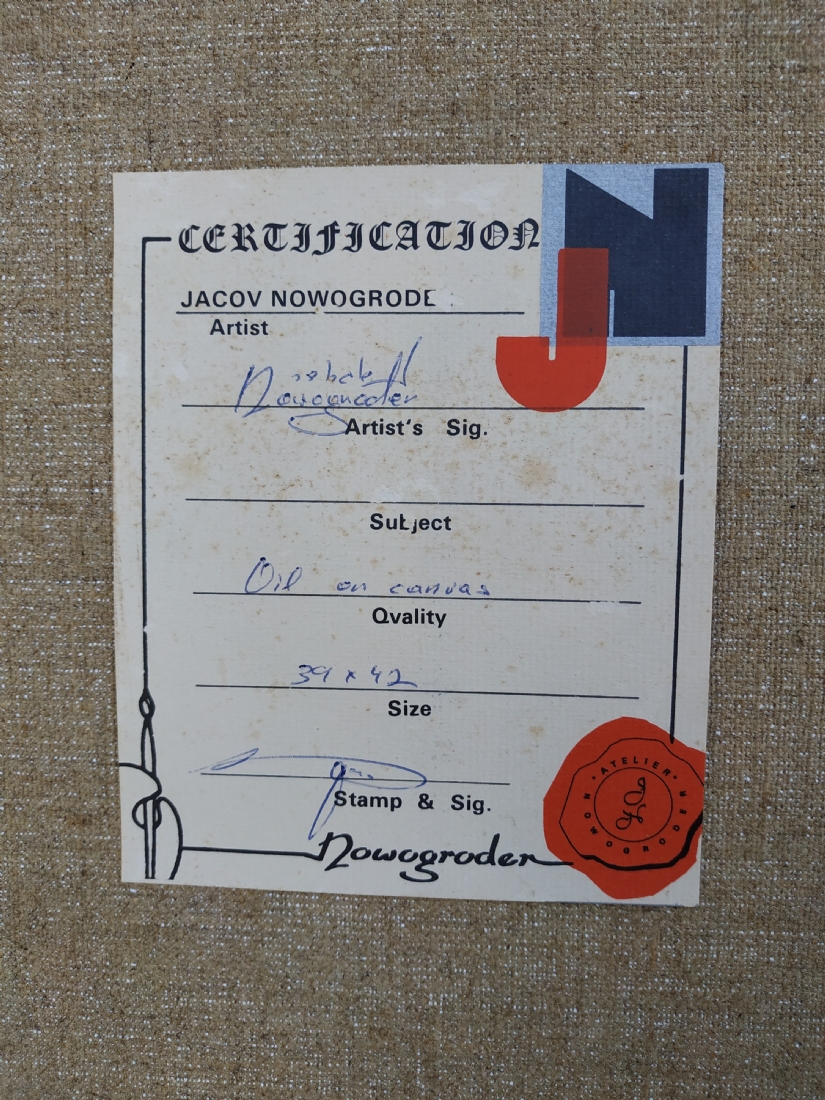 CERTIFICATION
JN
JACOV NOWOGRODE
Artist
Nowogroder
Artist's Sig.
Subject
Oil on canvas
Qvality
39 x 42
Size
Stamp & Sig.
Nowogroder
ATELIER NOWOGRODER